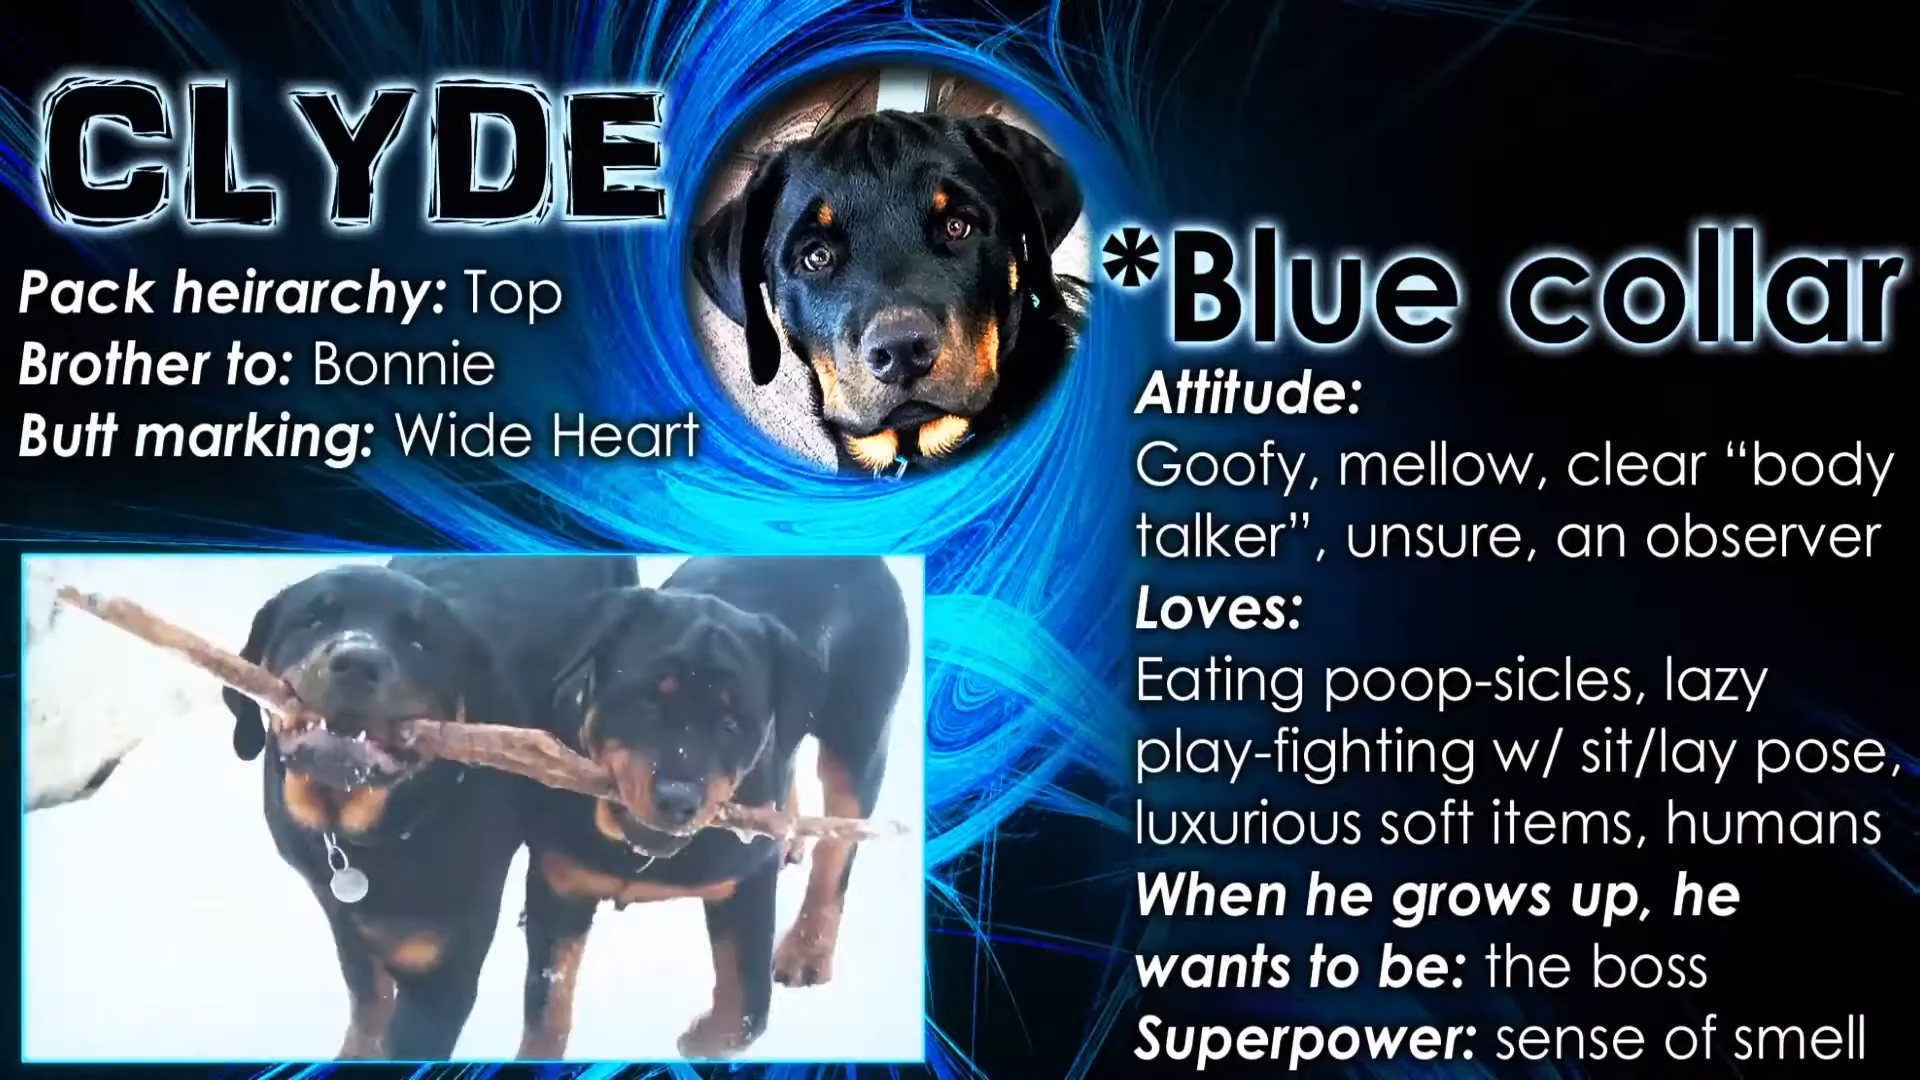 CLYDE
Pack heirarchy: Top
Brother to: Bonnie
Butt marking: Wide Heart
*Blue collar
Attitude:
Goofy, mellow, clear “body
talker”, unsure, an observer
Loves:
Eating poop-sicles, lazy
play-fighting w/ sit/lay pose,
luxurious soft items, humans
When he grows up, he
wants to be: the boss
Superpower: sense of smell